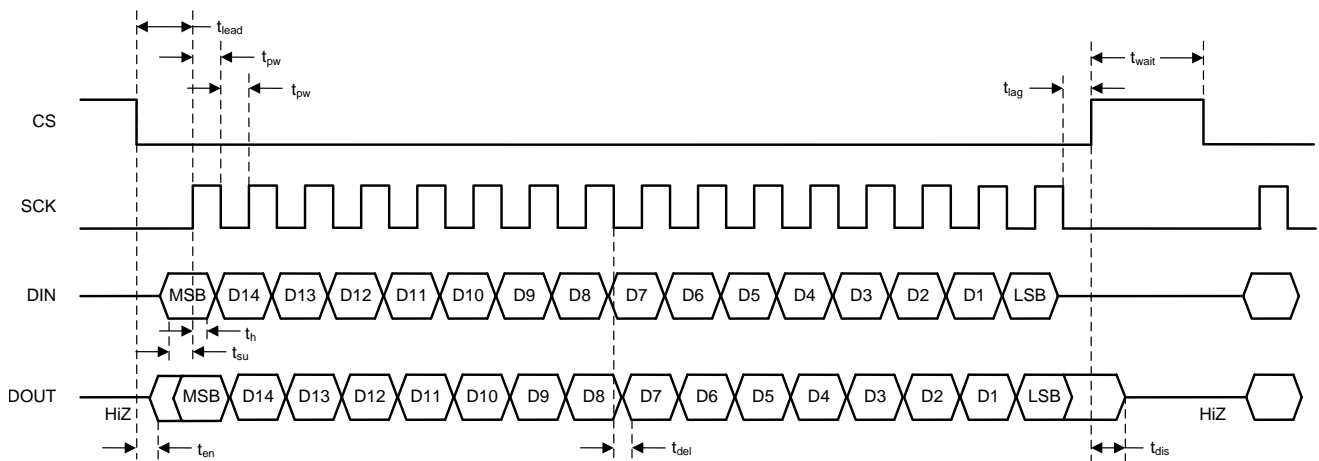 tlead
tpw
tpw
twait
tlag
CS
SCK
DIN
MSB D14 D13 D12 D11 D10 D9 D8 D7 D6 D5 D4 D3 D2 D1 LSB
th
tsu
DOUT
MSB D14 D13 D12 D11 D10 D9 D8 D7 D6 D5 D4 D3 D2 D1 LSB
HiZ
HiZ
ten
tdel
tdis